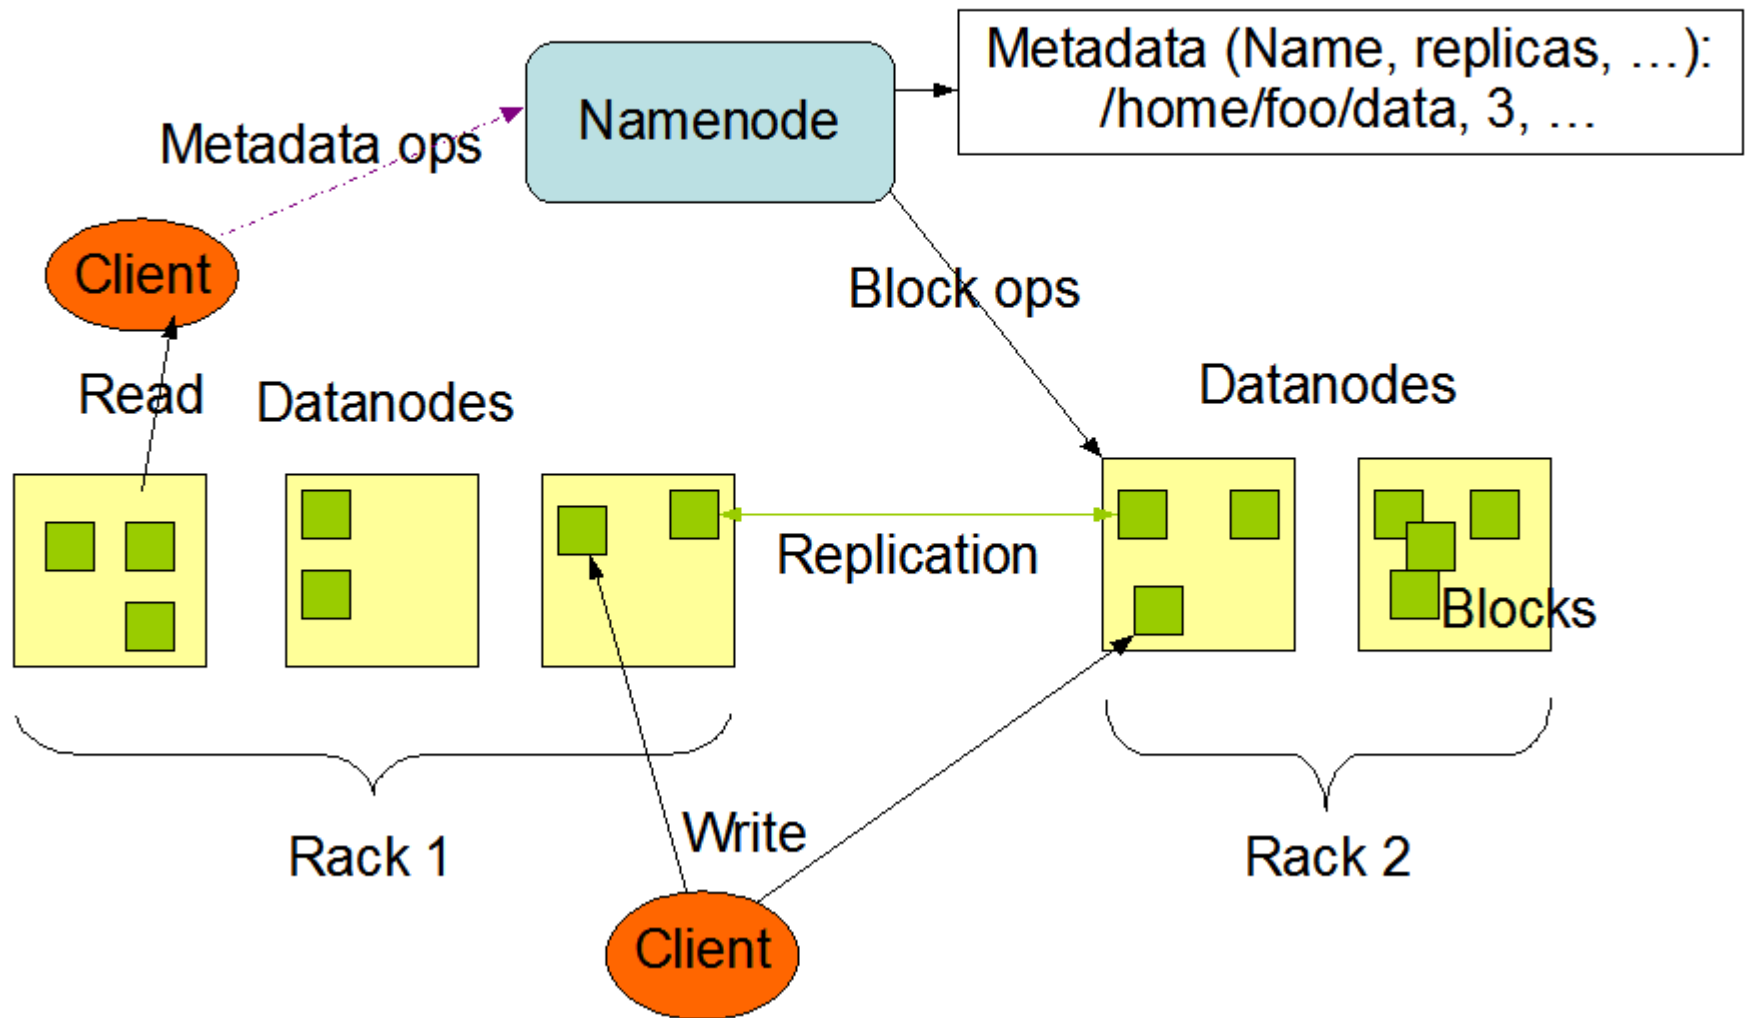 Metadata (Name, replicas, …):
/home/foo/data, 3, …
Namenode
Metadata ops
Client
Block ops
Read
Datanodes
Datanodes
Replication
Blocks
Rack 1
Write
Rack 2
Client